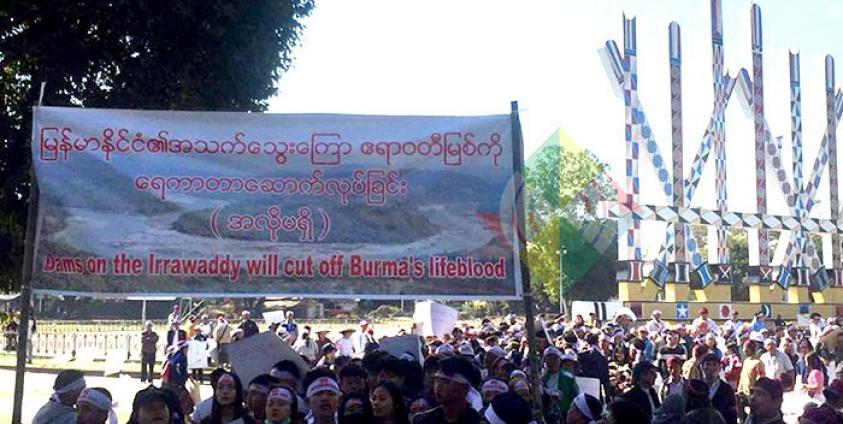 မြန်မာနိုင်ငံ၏အသက်သွေးကြော ဧရာဝတီမြစ်ကို
ရေကာတာဆောက်လုပ်ခြင်း
( အလိုမရှိ )
Dams on the Irrawaddy will cut off Burma's lifeblood